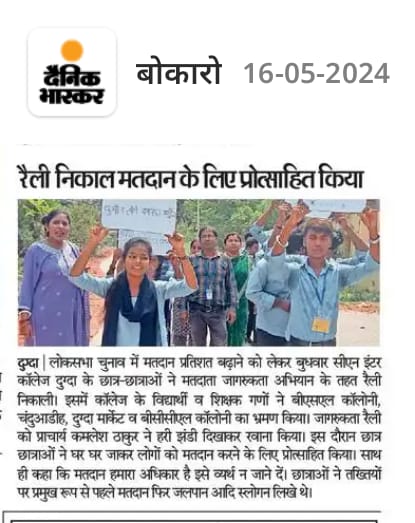 दैनिक
भास्कर
बोकारो 16-05-2024
रैली निकाल मतदान के लिए प्रोत्साहित किया
दुग्दा | लोकसभा चुनाव में मतदान प्रतिशत बढ़ाने को लेकर बुधवार सीएन इंटर
कॉलेज दुग्दा के छात्र-छात्राओं ने मतदाता जागरुकता अभियान के तहत रैली
निकाली। इसमें कॉलेज के विद्यार्थी व शिक्षक गणों ने बीएसएल कॉलोनी,
चंदुआडीह, दुग्दा मार्केट व बीसीसीएल कॉलोनी का भ्रमण किया। जागरुकता रैली
को प्राचार्य कमलेश ठाकुर ने हरी झंडी दिखाकर रवाना किया। इस दौरान छात्र
छात्राओं ने घर घर जाकर लोगों को मतदान करने के लिए प्रोत्साहित किया। साथ
ही कहा कि मतदान हमारा अधिकार है इसे व्यर्थ न जाने दें। छात्राओं ने तख्तियों
पर प्रमुख रूप से पहले मतदान फिर जलपान आदि स्लोगन लिखे थे।